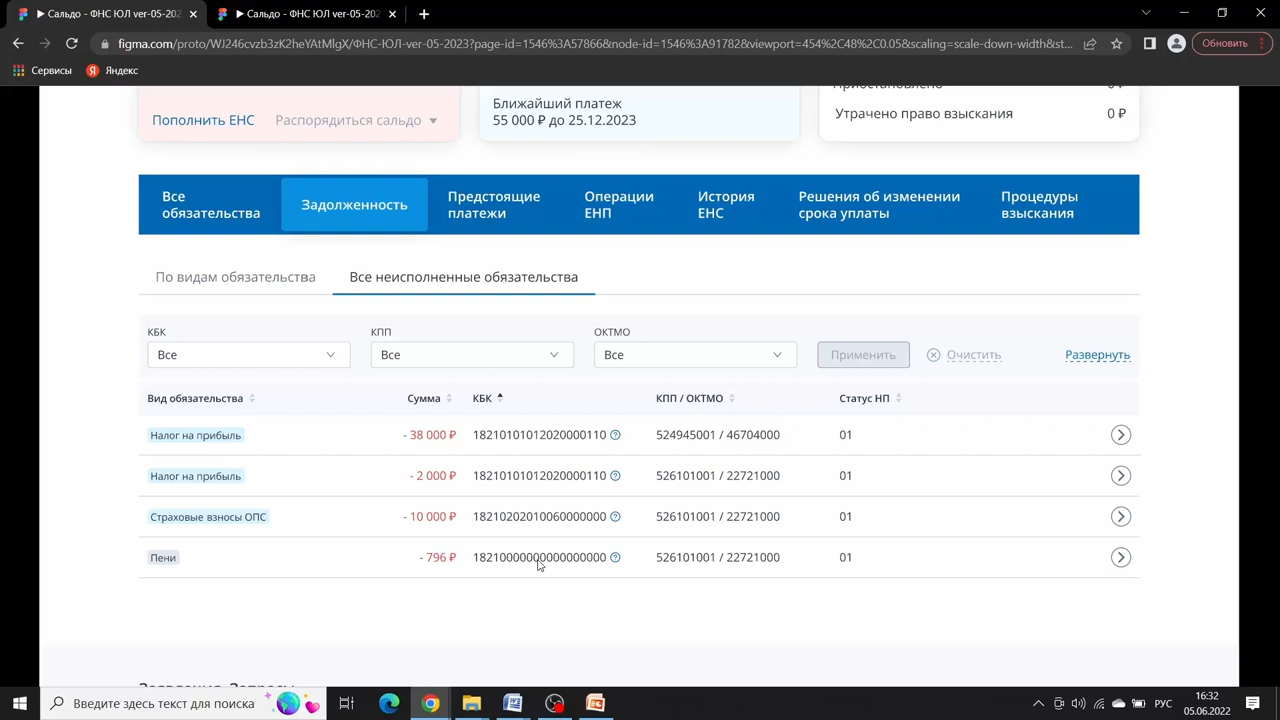 ▶ Сальдо - ФНС ЮЛ ver-05-202
▶ Сальдо - ФНС ЮЛ ver-05-202
figma.com/proto/WJ246cvzb3zK2heYAtMlgX/ФНС-ЮЛ-ver-05-2023?page-id=1546%3A57866&node-id=1546%3A91782&viewport=454%2C48%2C0.05&scaling=scale-down-width&st...
Обновить
Сервисы Яндекс
Приостановлено 0 ₽
Ближайший платеж
55 000 ₽ до 25.12.2023
Пополнить ЕНС Распорядиться сальдо
Утрачено право взыскания 0 ₽
Все обязательства
Задолженность
Предстоящие платежи
Операции ЕНП
История ЕНС
Решения об изменении срока уплаты
Процедуры взыскания
По видам обязательства Все неисполненные обязательства
КБК КПП ОКТМО
Все Все Все Применить Очистить Развернуть
Вид обязательства Сумма КБК КПП / ОКТМО Статус НП
Налог на прибыль - 38 000 ₽ 18210101012020000110 524945001 / 46704000 01
Налог на прибыль - 2 000 ₽ 18210101012020000110 526101001 / 22721000 01
Страховые взносы ОПС - 10 000 ₽ 18210202010060000000 526101001 / 22721000 01
Пени - 796 ₽ 18210000000000000000 526101001 / 22721000 01
Заявления. Запросы
Введите здесь текст для поиска
РУС
16:32
05.06.2022